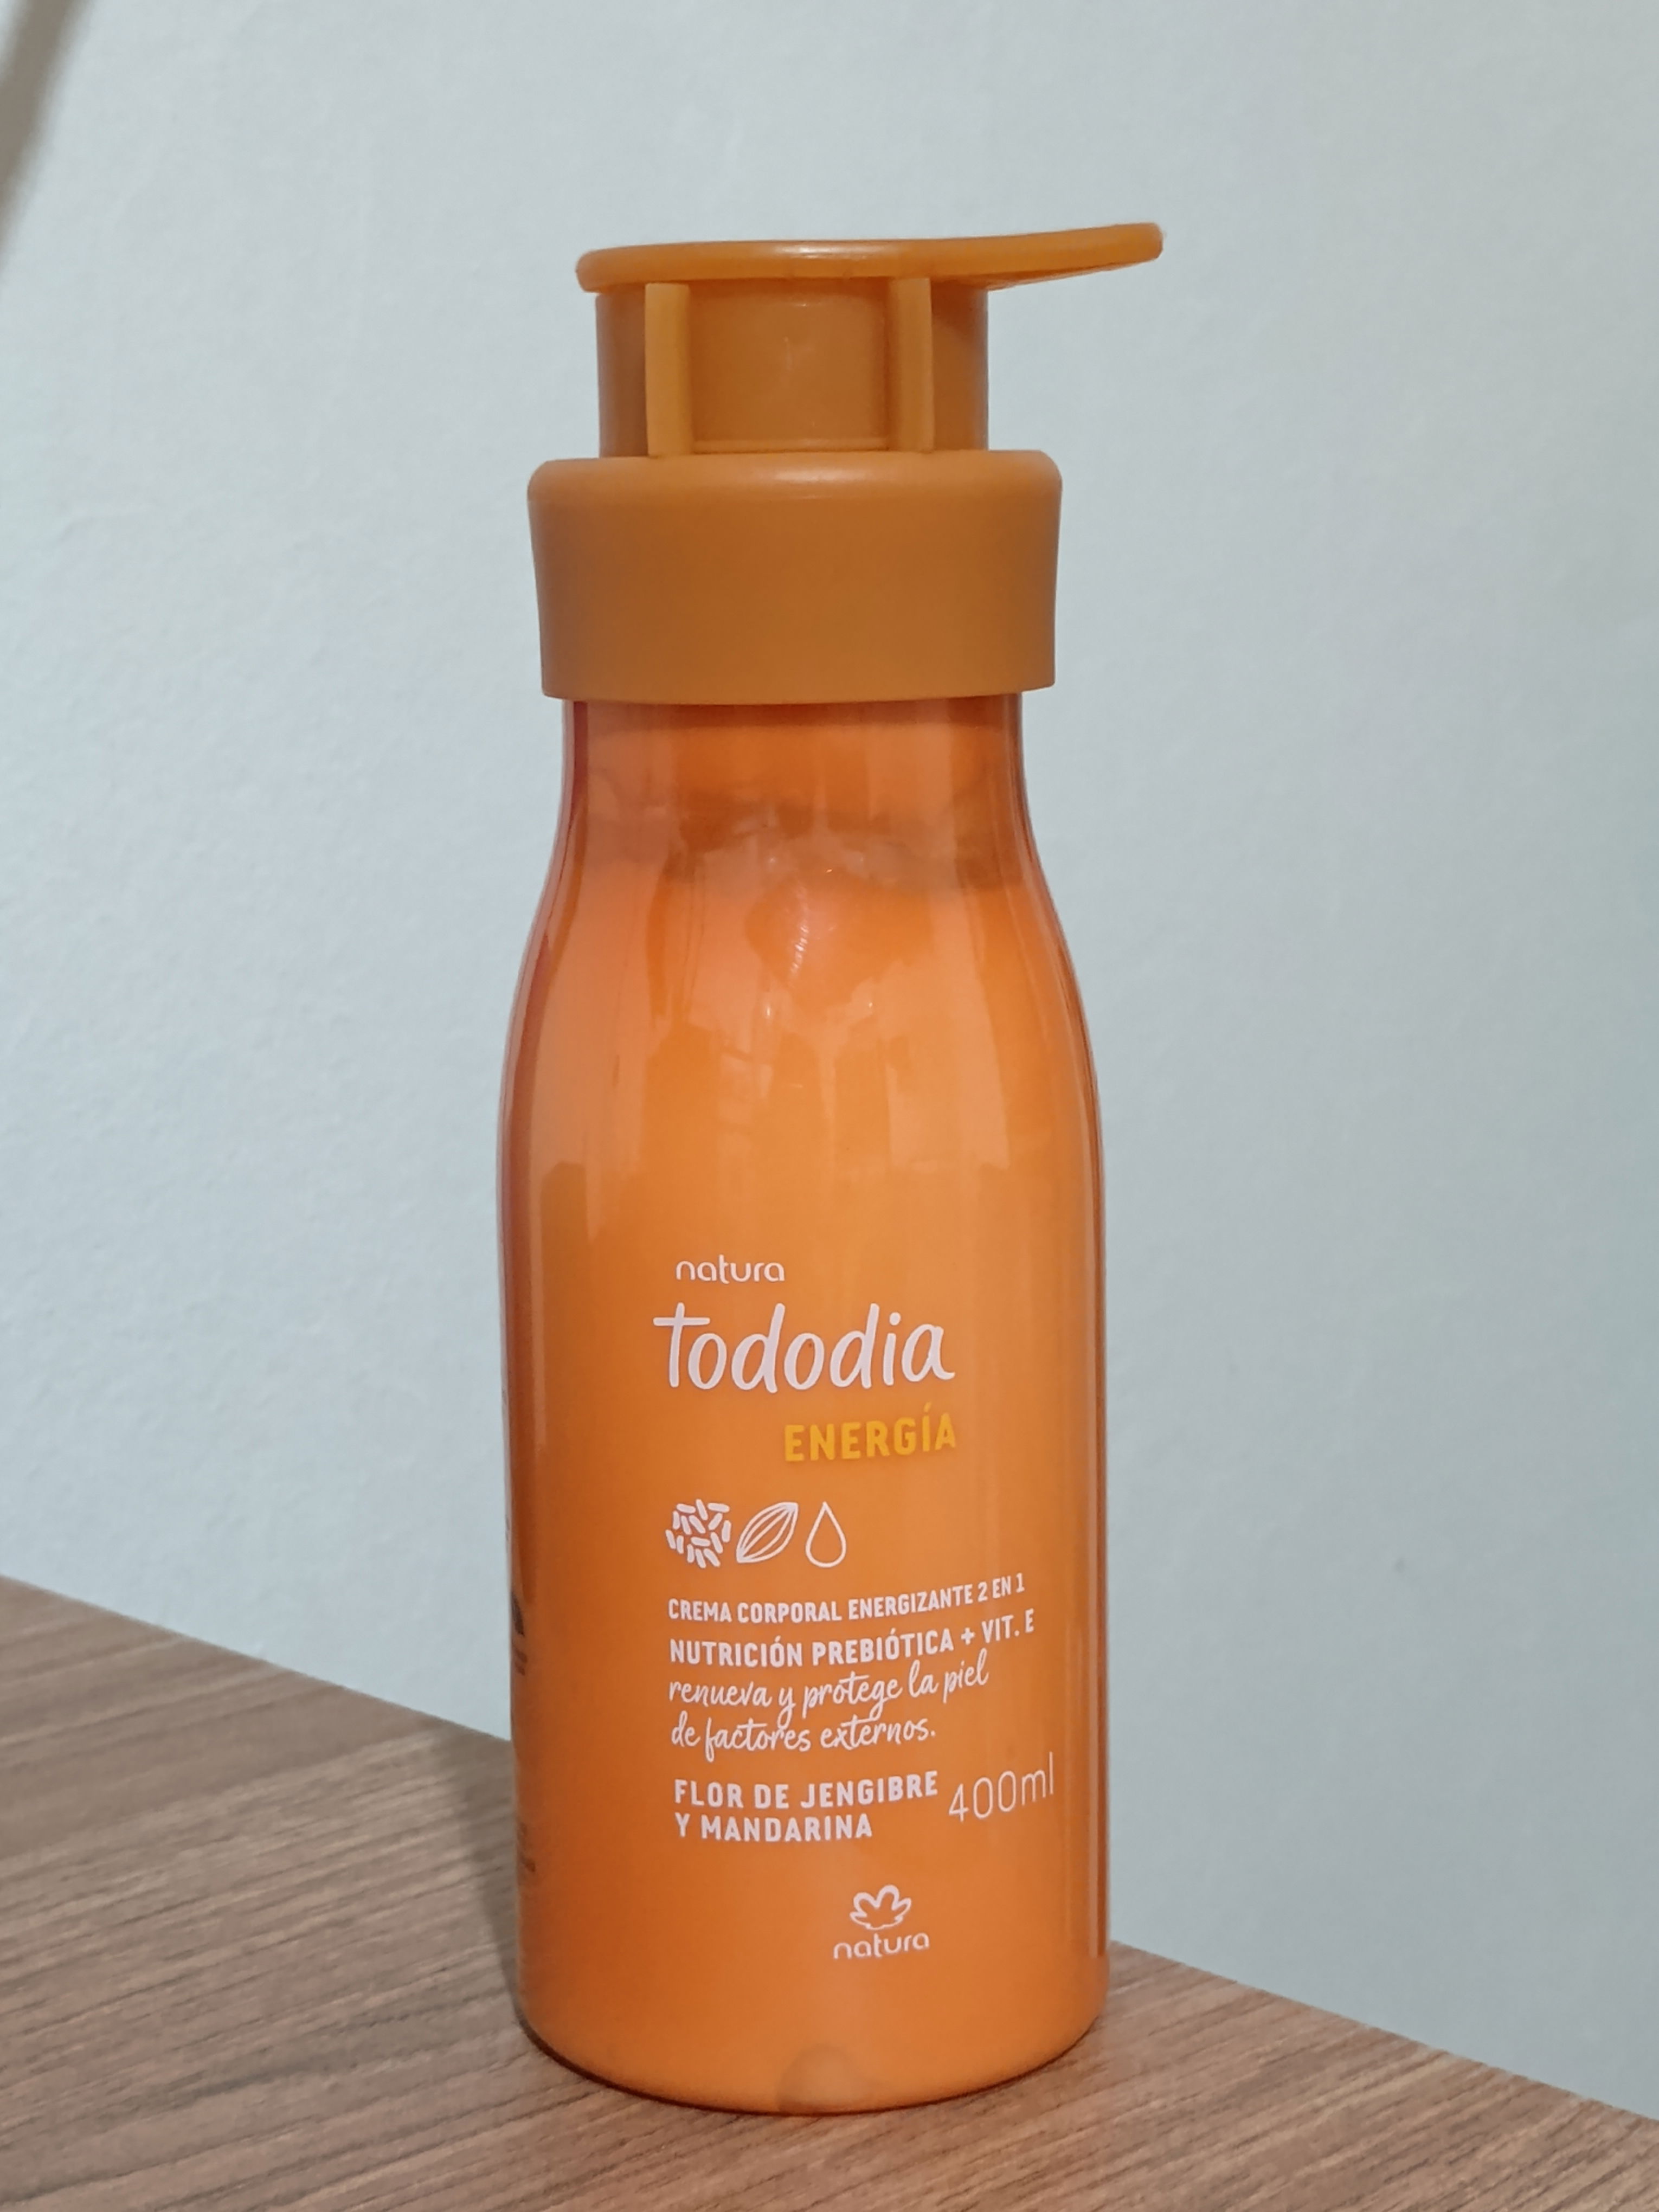 natura
tododia
ENERGÍA
CREMA CORPORAL ENERGIZANTE 2 EN 1
NUTRICIÓN PREBIÓTICA + VIT. E
renueva y protege la piel
de factores externos.
FLOR DE JENGIBRE
Y MANDARINA
400ml
natura